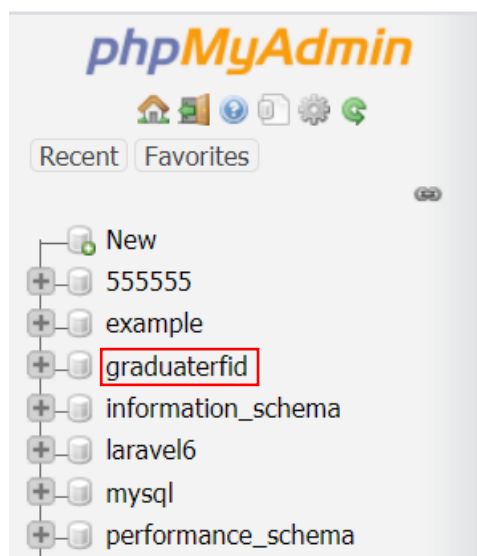 phpMyAdmin
Recent Favorites
New
555555
example
graduaterfid
information_schema
laravel6
mysql
performance_schema